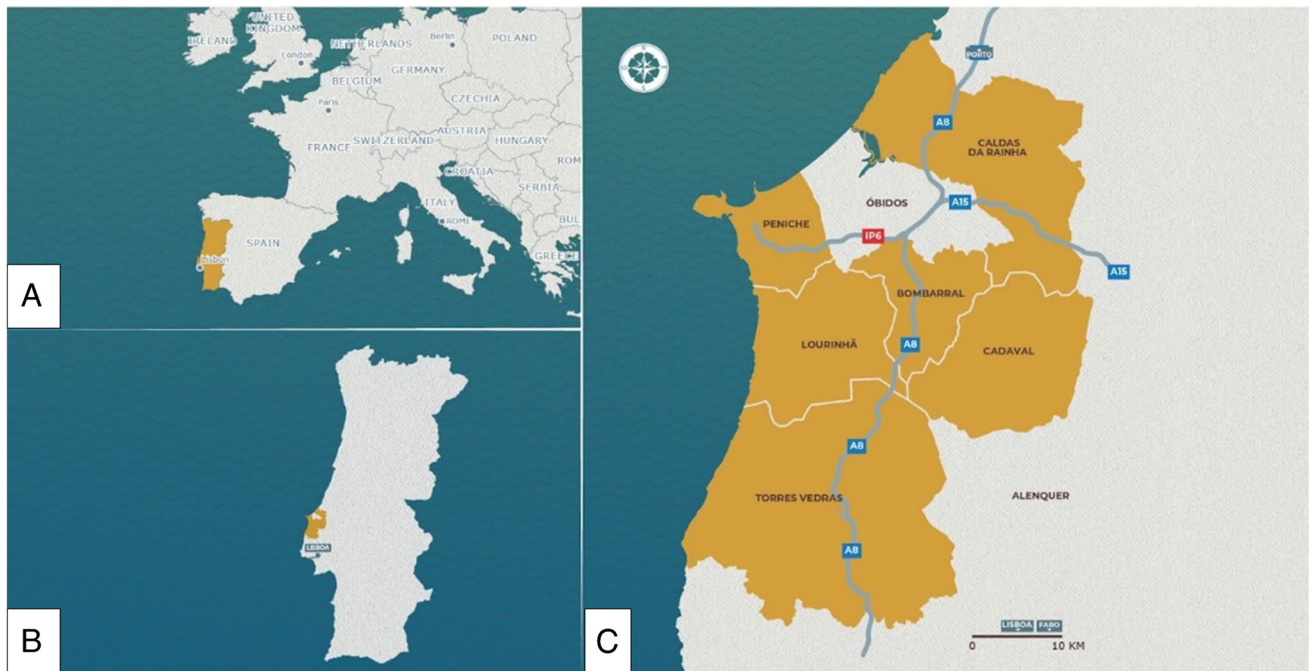 UNITED
KINGDOM
IRELAND
London
NETHERLANDS
Berlin
POLAND
GERMANY
BELGIUM
Paris
CZECHIA
FRANCE
SWITZERLAND
AUSTRIA
HUNGARY
ROM
CROATIA
SERBIA
ITALY
ROME
BUL
SPAIN
Lisbon
GREECE
A
LISBOA
B
PORTO
A8
CALDAS
DA RAINHA
ÓBIDOS
A15
PENICHE
IP6
A15
BOMBARRAL
LOURINHÃ
A8
CADAVAL
A8
TORRES VEDRAS
ALENQUER
A8
LISBOA
FARO
0
10 KM
C